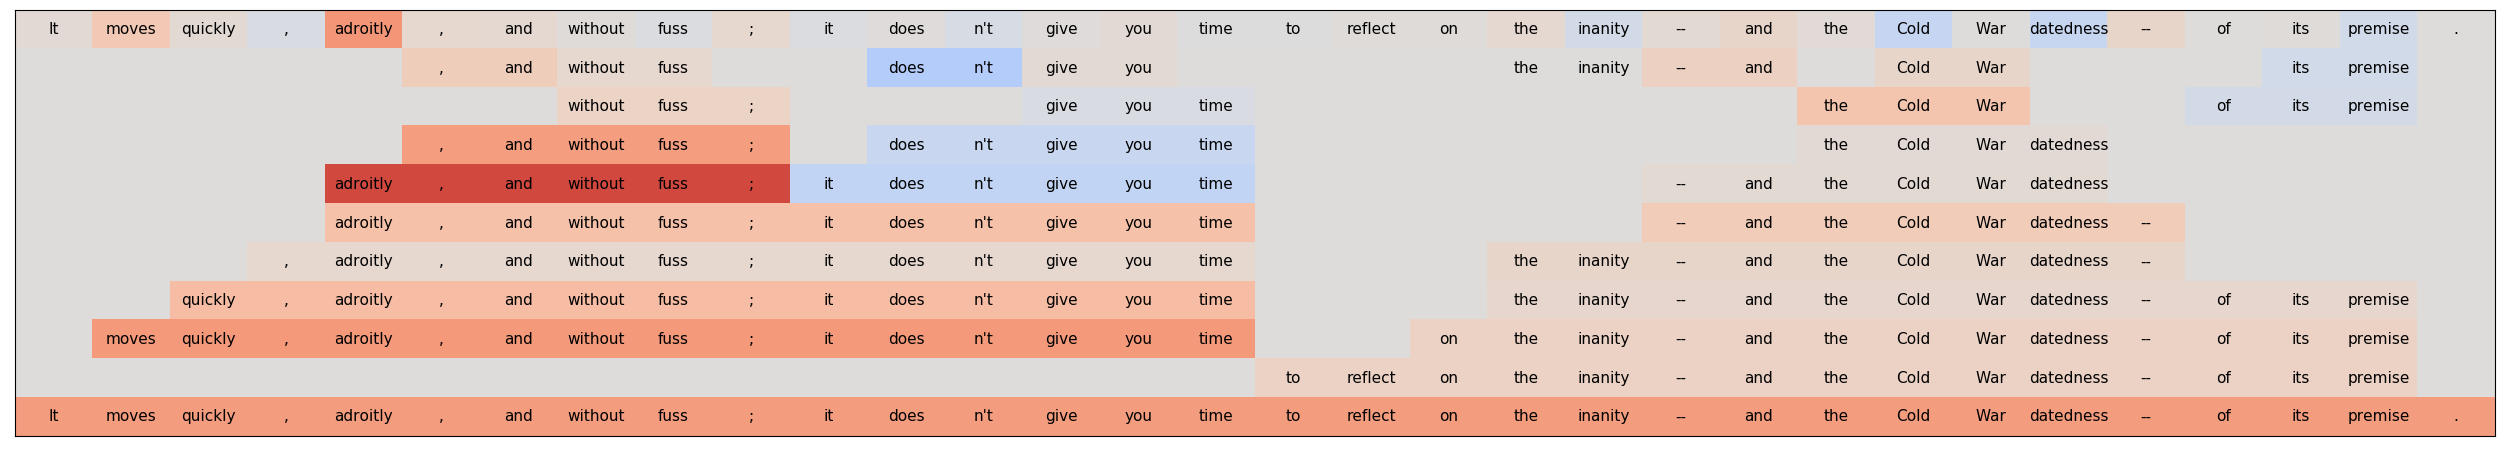 It moves quickly , adroitly , and without fuss ; it does n't give you time to reflect on the inanity -- and the Cold War datedness -- of its premise .
, and without fuss does n't give you the inanity -- and Cold War its premise
without fuss ; give you time the Cold War of its premise
, and without fuss ; does n't give you time the Cold War datedness
adroitly , and without fuss ; it does n't give you time -- and the Cold War datedness
adroitly , and without fuss ; it does n't give you time -- and the Cold War datedness --
, adroitly , and without fuss ; it does n't give you time the inanity -- and the Cold War datedness --
quickly , adroitly , and without fuss ; it does n't give you time the inanity -- and the Cold War datedness -- of its premise
moves quickly , adroitly , and without fuss ; it does n't give you time on the inanity -- and the Cold War datedness -- of its premise
to reflect on the inanity -- and the Cold War datedness -- of its premise
It moves quickly , adroitly , and without fuss ; it does n't give you time to reflect on the inanity -- and the Cold War datedness -- of its premise .